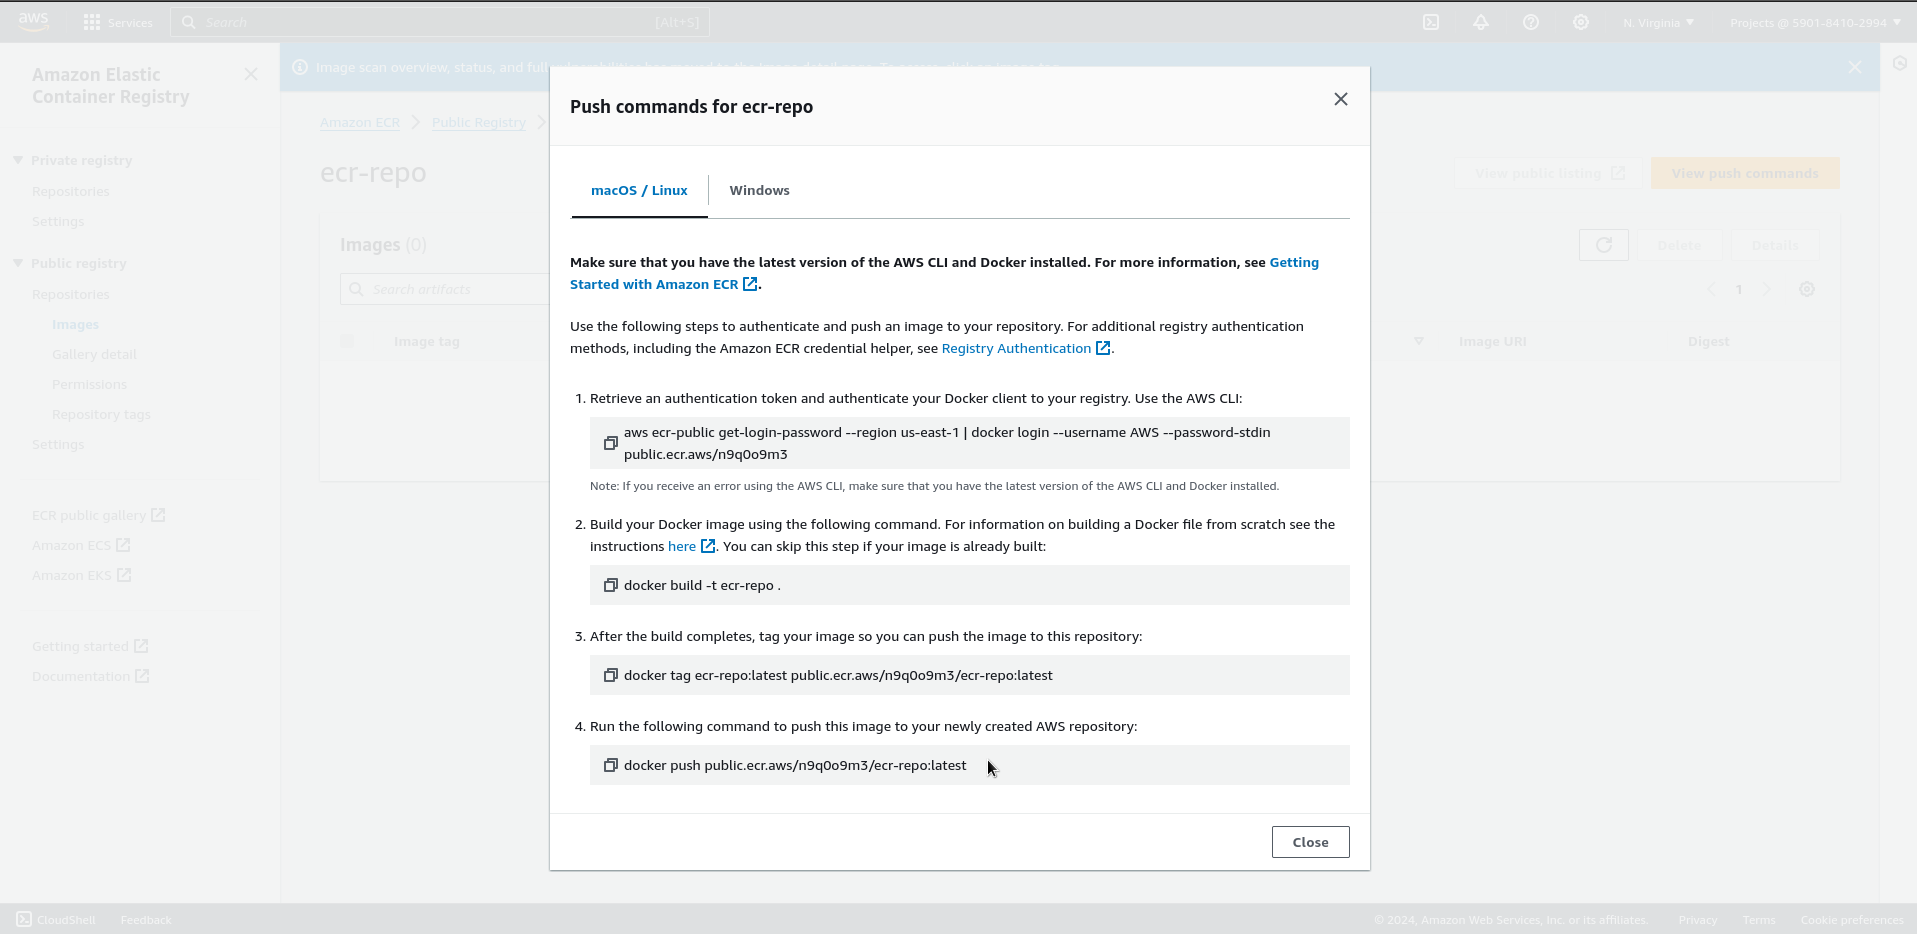 aws
Services
Search
[Alt+S]
N. Virginia
Projects @ 5901-8410-2994
Amazon Elastic
Container Registry
Private registry
Repositories
Settings
Public registry
Repositories
Images
Gallery detail
Permissions
Repository tags
Settings
ECR public gallery
Amazon ECS
Amazon EKS
Getting started
Documentation
Image scan overview, status, and full
Amazon ECR
Public Registry
ecr-repo
View public listing
View push commands
Images (0)
Delete
Details
Search artifacts
1
Image tag
Image URI
Digest
Push commands for ecr-repo
macOS / Linux
Windows
Make sure that you have the latest version of the AWS CLI and Docker installed. For more information, see Getting
Started with Amazon ECR.
Use the following steps to authenticate and push an image to your repository. For additional registry authentication
methods, including the Amazon ECR credential helper, see Registry Authentication.
1. Retrieve an authentication token and authenticate your Docker client to your registry. Use the AWS CLI:
aws ecr-public get-login-password --region us-east-1 | docker login --username AWS --password-stdin
public.ecr.aws/n9q0o9m3
Note: If you receive an error using the AWS CLI, make sure that you have the latest version of the AWS CLI and Docker installed.
2. Build your Docker image using the following command. For information on building a Docker file from scratch see the
instructions here. You can skip this step if your image is already built:
docker build -t ecr-repo .
3. After the build completes, tag your image so you can push the image to this repository:
docker tag ecr-repo:latest public.ecr.aws/n9q0o9m3/ecr-repo:latest
4. Run the following command to push this image to your newly created AWS repository:
docker push public.ecr.aws/n9q0o9m3/ecr-repo:latest
Close
CloudShell
Feedback
© 2024, Amazon Web Services, Inc. or its affiliates.
Privacy
Terms
Cookie preferences